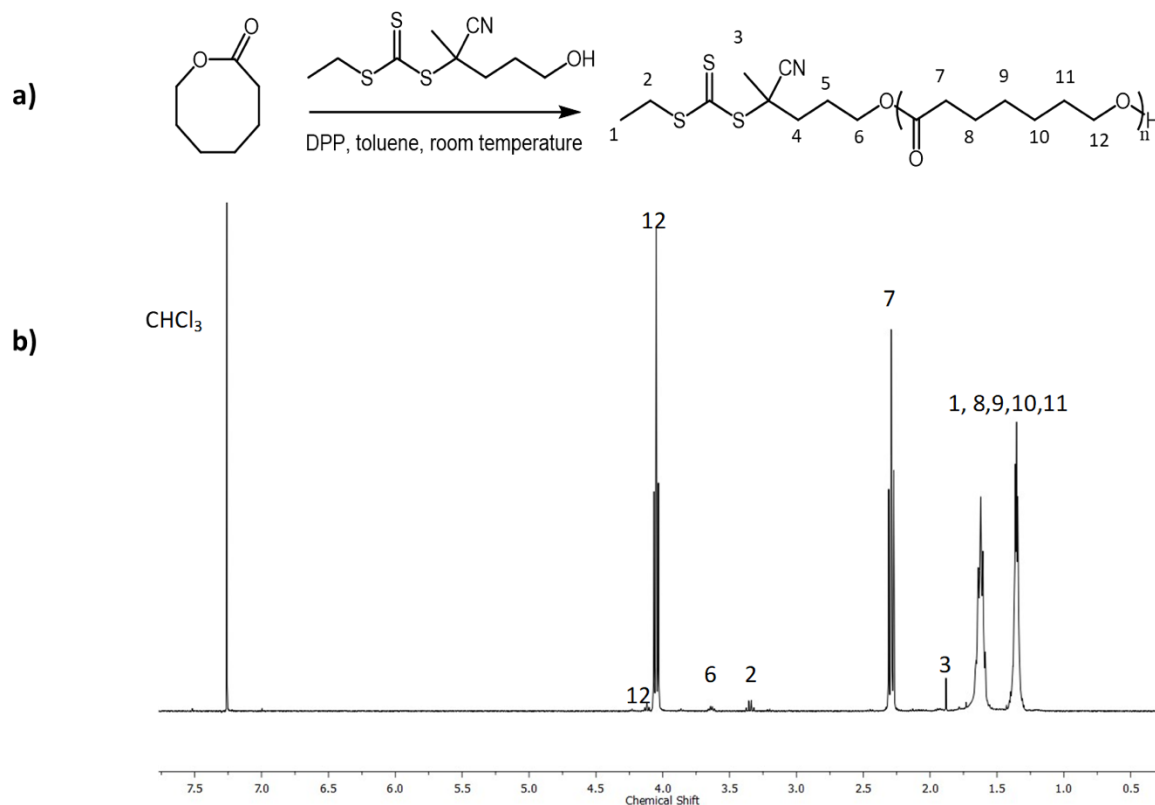 a)
O
O
S
CN
S
S
OH
DPP, toluene, room temperature
3
2
S
CN
5
7
9
11
1
S
S
O
O
H
n
4
6
O
8
10
12
b)
CHCl₃
12
7
1, 8,9,10,11
12
6
2
3
7.5
7.0
6.5
6.0
5.5
5.0
4.5
4.0
3.5
3.0
2.5
2.0
1.5
1.0
0.5
Chemical Shift